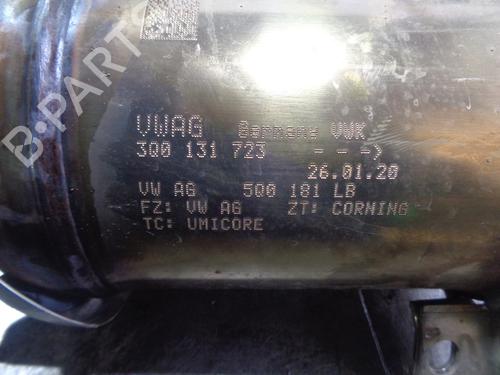 VWAG Germany VWK
3Q0 131 723 - - ->
26.01.20
VW AG 5Q0 181 LB
FZ: VW AG ZT: CORNING
TC: UMICORE
B-PARTS